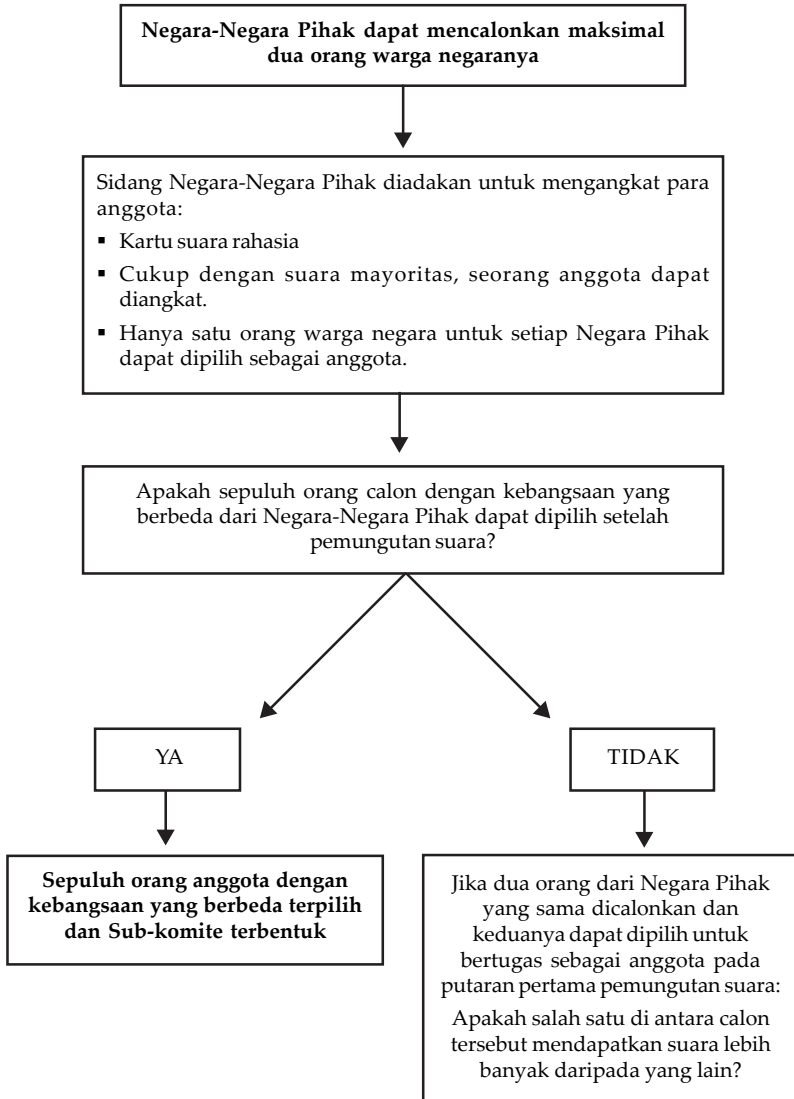 Negara-Negara Pihak dapat mencalonkan maksimal
dua orang warga negaranya
Sidang Negara-Negara Pihak diadakan untuk mengangkat para
anggota:
▪ Kartu suara rahasia
▪ Cukup dengan suara mayoritas, seorang anggota dapat
diangkat.
▪ Hanya satu orang warga negara untuk setiap Negara Pihak
dapat dipilih sebagai anggota.
Apakah sepuluh orang calon dengan kebangsaan yang
berbeda dari Negara-Negara Pihak dapat dipilih setelah
pemungutan suara?
YA
TIDAK
Sepuluh orang anggota dengan
kebangsaan yang berbeda terpilih
dan Sub-komite terbentuk
Jika dua orang dari Negara Pihak
yang sama dicalonkan dan
keduanya dapat dipilih untuk
bertugas sebagai anggota pada
putaran pertama pemungutan suara:
Apakah salah satu di antara calon
tersebut mendapatkan suara lebih
banyak daripada yang lain?